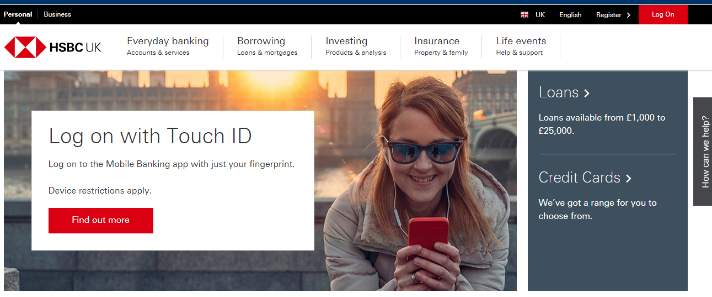 Personal Business UK English Register Log On
HSBC UK
Everyday banking
Accounts & services
Borrowing
Loans & mortgages
Investing
Products & analysis
Insurance
Property & family
Life events
Help & support
Log on with Touch ID
Log on to the Mobile Banking app with just your fingerprint.
Device restrictions apply.
Find out more
Loans
Loans available from £1,000 to
£25,000.
Credit Cards
We've got a range for you to
choose from.
How can we help?